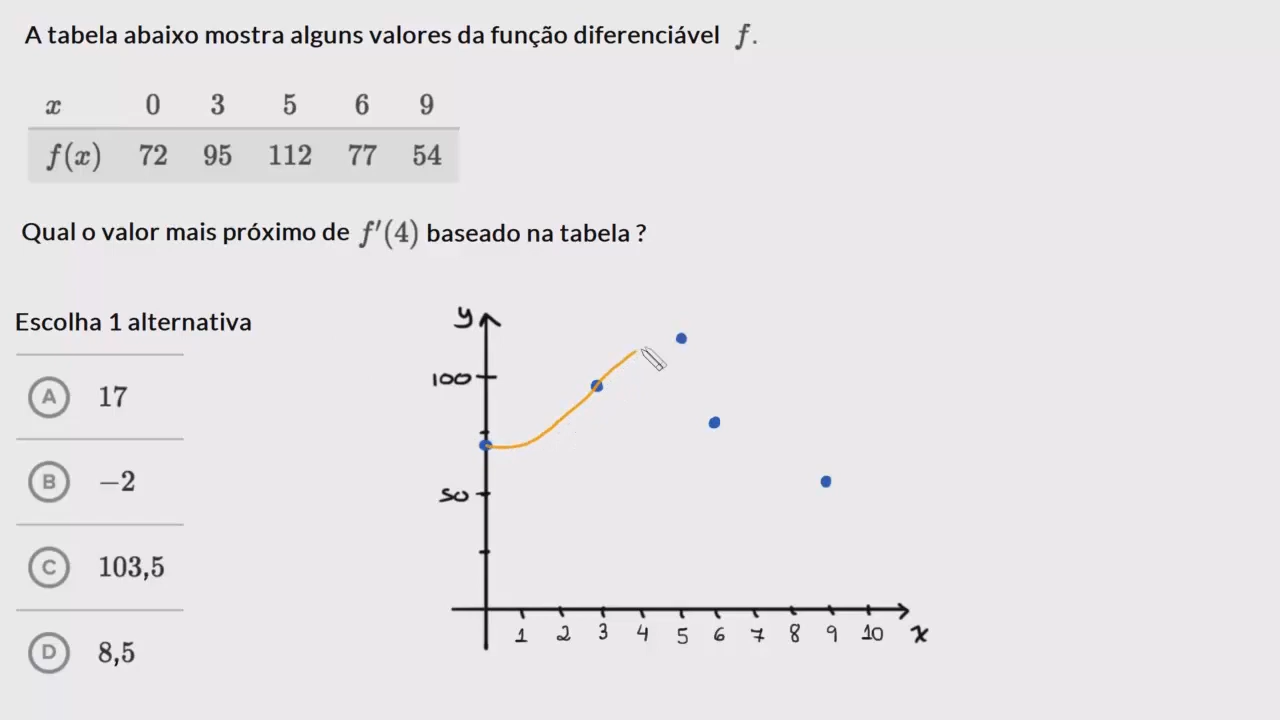 A tabela abaixo mostra alguns valores da função diferenciável f.
x 0 3 5 6 9
f(x) 72 95 112 77 54
Qual o valor mais próximo de f′(4) baseado na tabela ?
Escolha 1 alternativa
A 17
B −2
C 103,5
D 8,5
y
100
50
1 2 3 4 5 6 7 8 9 10 x